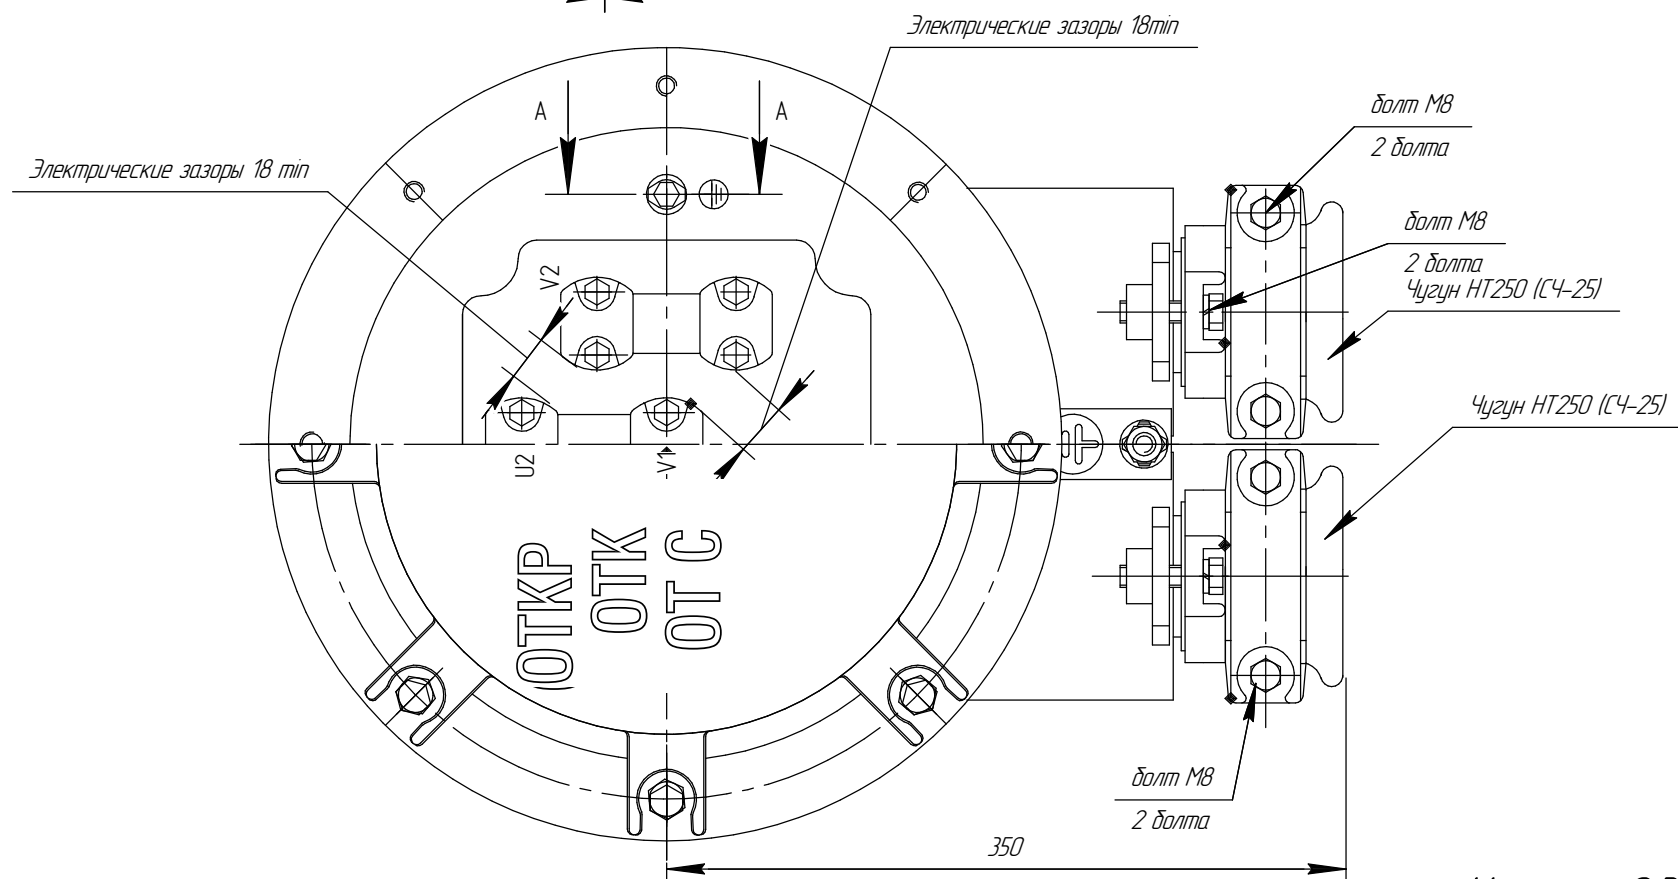 Электрические зазоры 18min
А
А
болт М8
2 болта
Электрические зазоры 18 min
болт М8
2 болта
Чугун НТ250 (СЧ-25)
V2
Чугун НТ250 (СЧ-25)
U2
V1
ОТКР
ОТК
ОТ С
болт М8
2 болта
350